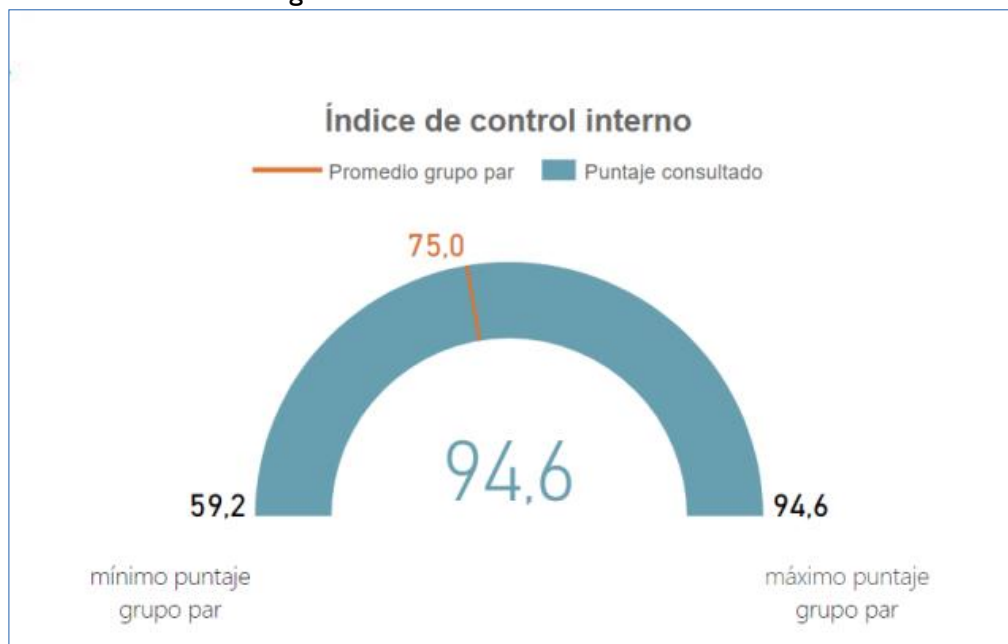 Índice de control interno
Promedio grupo par Puntaje consultado
75,0
94,6
59,2
94,6
mínimo puntaje
grupo par
máximo puntaje
grupo par